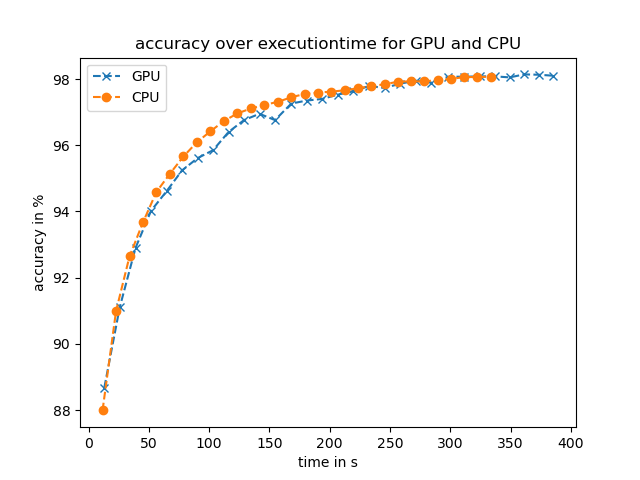 accuracy over executiontime for GPU and CPU
GPU
CPU
98
96
94
92
90
88
accuracy in %
0 50 100 150 200 250 300 350 400
time in s